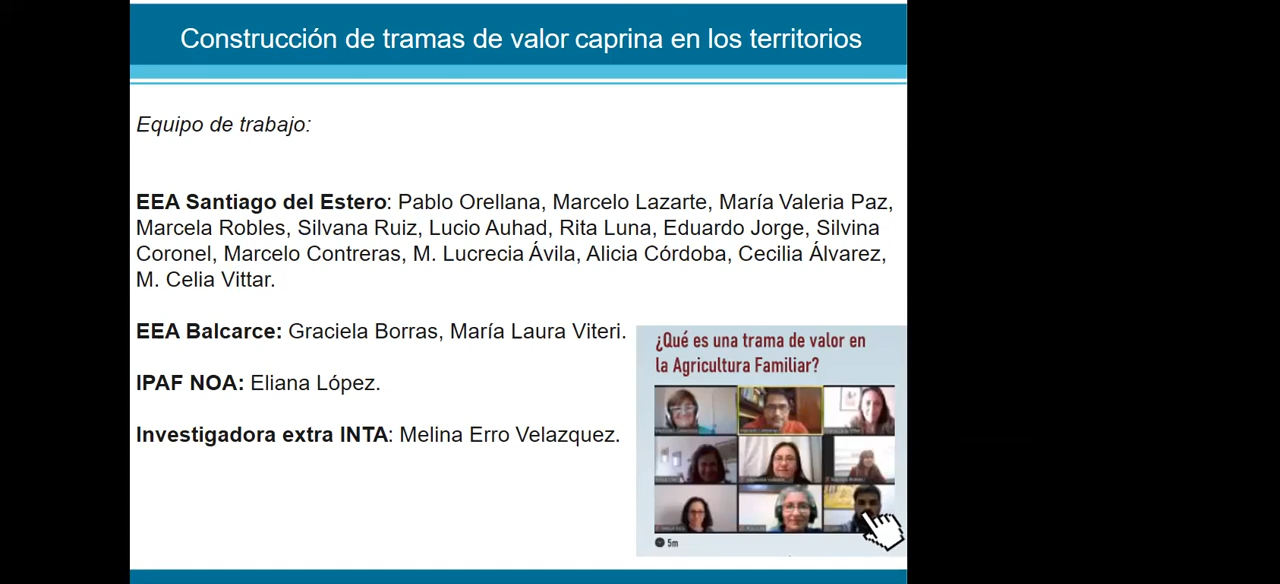 Construcción de tramas de valor caprina en los territorios
Equipo de trabajo:
EEA Santiago del Estero: Pablo Orellana, Marcelo Lazarte, María Valeria Paz,
Marcela Robles, Silvana Ruiz, Lucio Auhad, Rita Luna, Eduardo Jorge, Silvina
Coronel, Marcelo Contreras, M. Lucrecia Ávila, Alicia Córdoba, Cecilia Álvarez,
M. Celia Vittar.
EEA Balcarce: Graciela Borras, María Laura Viteri.
IPAF NOA: Eliana López.
Investigadora extra INTA: Melina Erro Velazquez.
¿Qué es una trama de valor en
la Agricultura Familiar?
5m